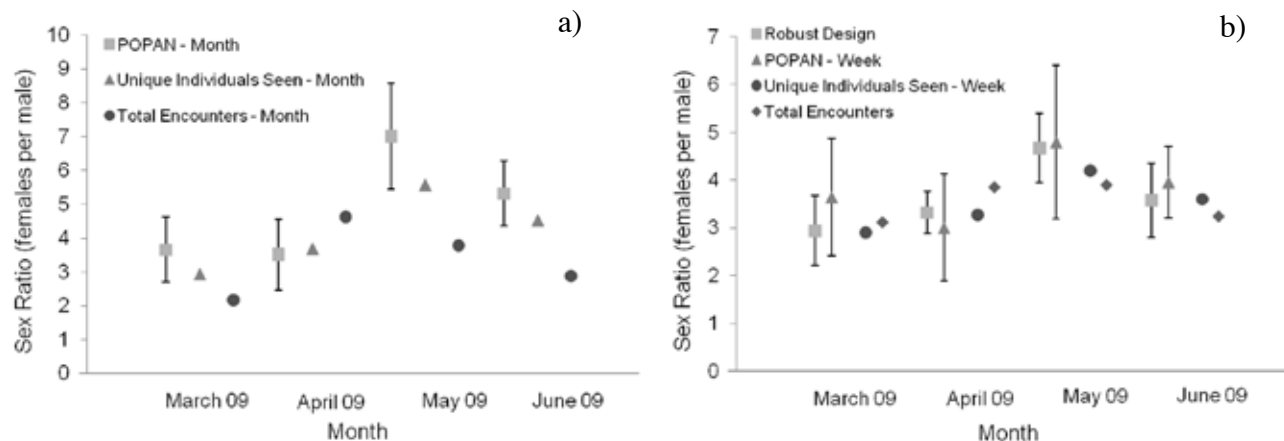 a)
POPAN - Month
Unique Individuals Seen - Month
Total Encounters - Month
Sex Ratio (females per male)
10
9
8
7
6
5
4
3
2
1
0
March 09 April 09 May 09 June 09
Month
b)
Robust Design
POPAN - Week
Unique Individuals Seen - Week
Total Encounters
Sex Ratio (females per male)
7
6
5
4
3
2
1
0
March 09 April 09 May 09 June 09
Month